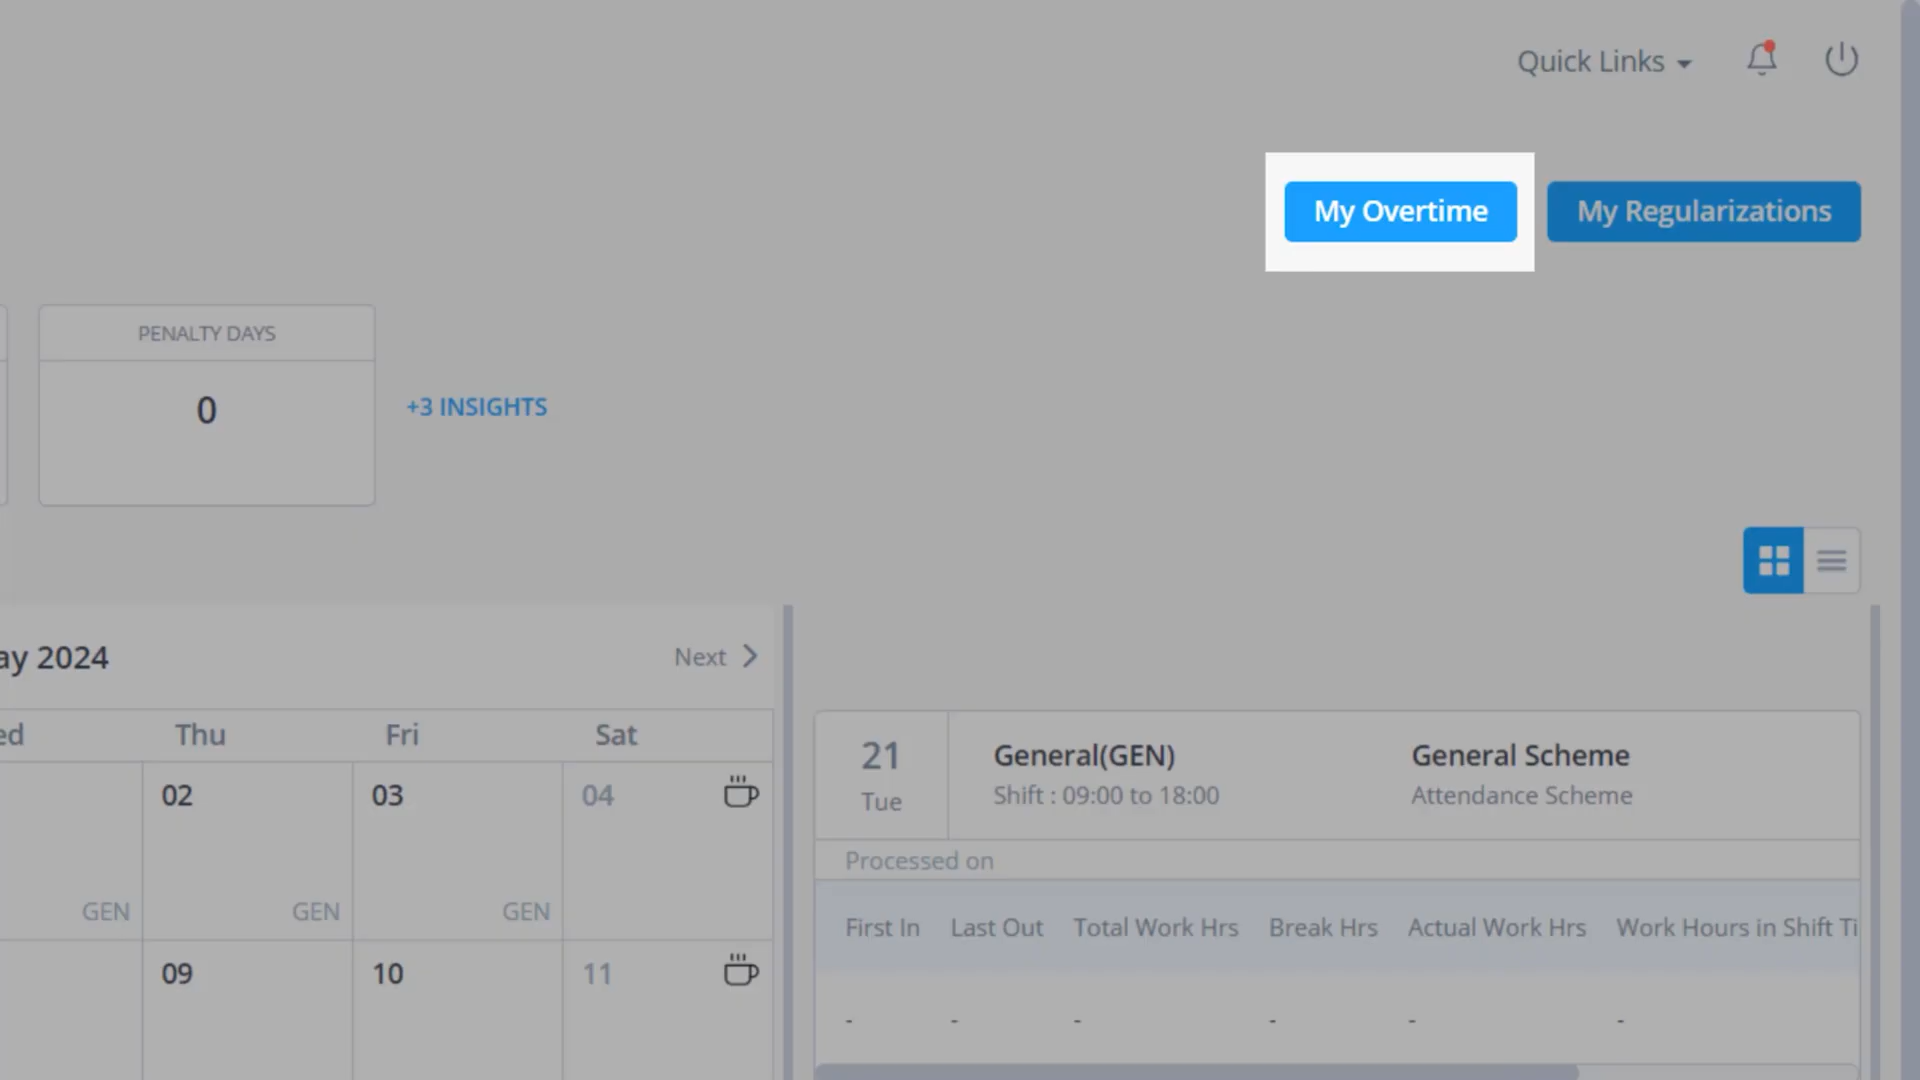 Quick Links
My Overtime
My Regularizations
PENALTY DAYS
0
+3 INSIGHTS
ay 2024
Next
ed
Thu
Fri
Sat
02
03
04
GEN
GEN
GEN
09
10
11
21
Tue
General(GEN)
Shift : 09:00 to 18:00
General Scheme
Attendance Scheme
Processed on
First In
Last Out
Total Work Hrs
Break Hrs
Actual Work Hrs
Work Hours in Shift Ti
- - - - - -